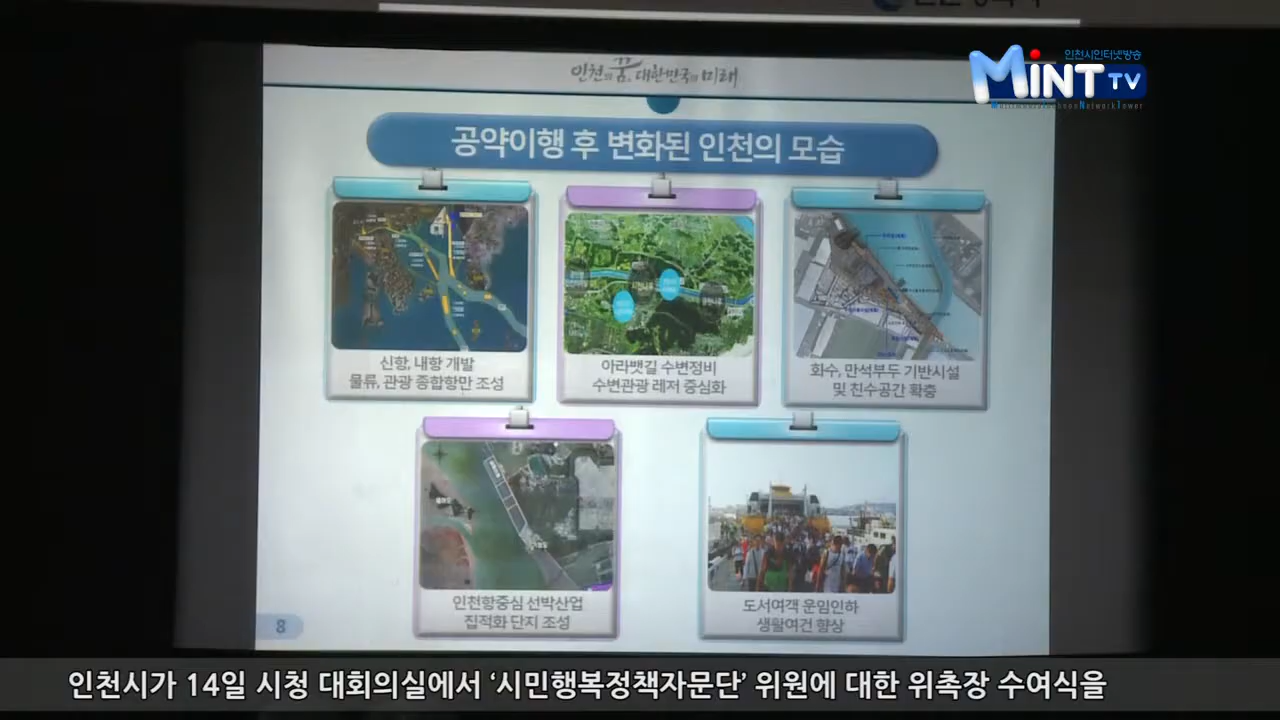 인천의 꿈, 대한민국의 미래
인천시인터넷방송
MINT TV
공약이행 후 변화된 인천의 모습
신항, 내항 개발
물류, 관광 종합항만 조성
아라뱃길 수변정비
수변관광 레저 중심화
화수, 만석부두 기반시설
및 친수공간 확충
인천항중심 선박산업
집적화 단지 조성
도서여객 운임인하
생활여건 향상
8
인천시가 14일 시청 대회의실에서 ‘시민행복정책자문단’ 위원에 대한 위촉장 수여식을